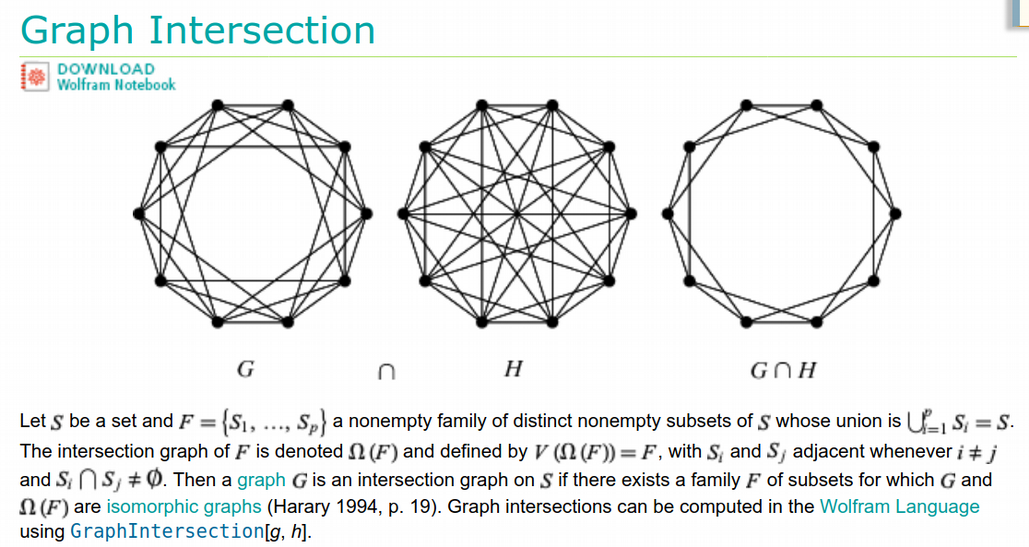 Graph Intersection
DOWNLOAD
Wolfram Notebook
G ∩ H G ∩ H
Let S be a set and F = {S₁, ..., Sₚ} a nonempty family of distinct nonempty subsets of S whose union is ⋃ᵖᵢ₌₁ Sᵢ = S.
The intersection graph of F is denoted Ω (F) and defined by V (Ω (F)) = F, with Sᵢ and Sⱼ adjacent whenever i ≠ j
and Sᵢ ⋂ Sⱼ ≠ ∅. Then a graph G is an intersection graph on S if there exists a family F of subsets for which G and
Ω (F) are isomorphic graphs (Harary 1994, p. 19). Graph intersections can be computed in the Wolfram Language
using GraphIntersection[g, h].